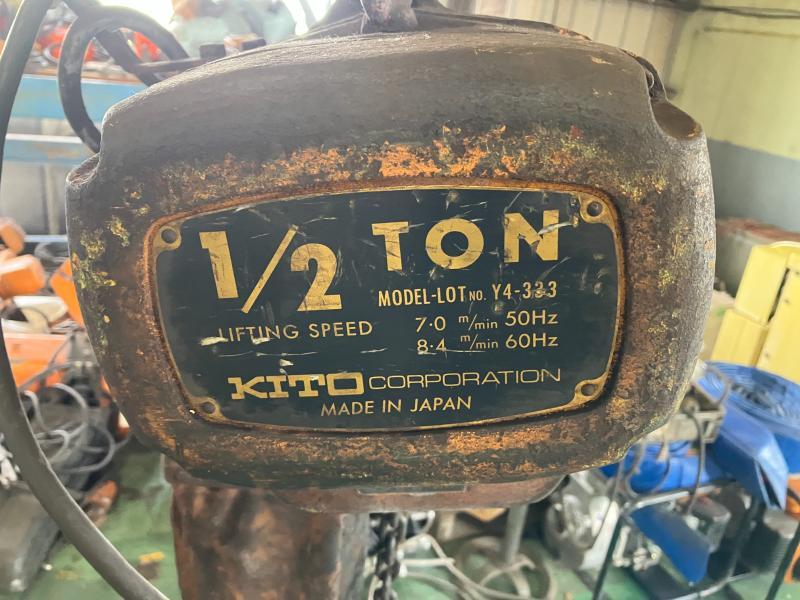 1/2 TON
MODEL-LOT NO. Y4-333
LIFTING SPEED 7.0 m/min 50Hz
8.4 m/min 60Hz
KITO CORPORATION
MADE IN JAPAN